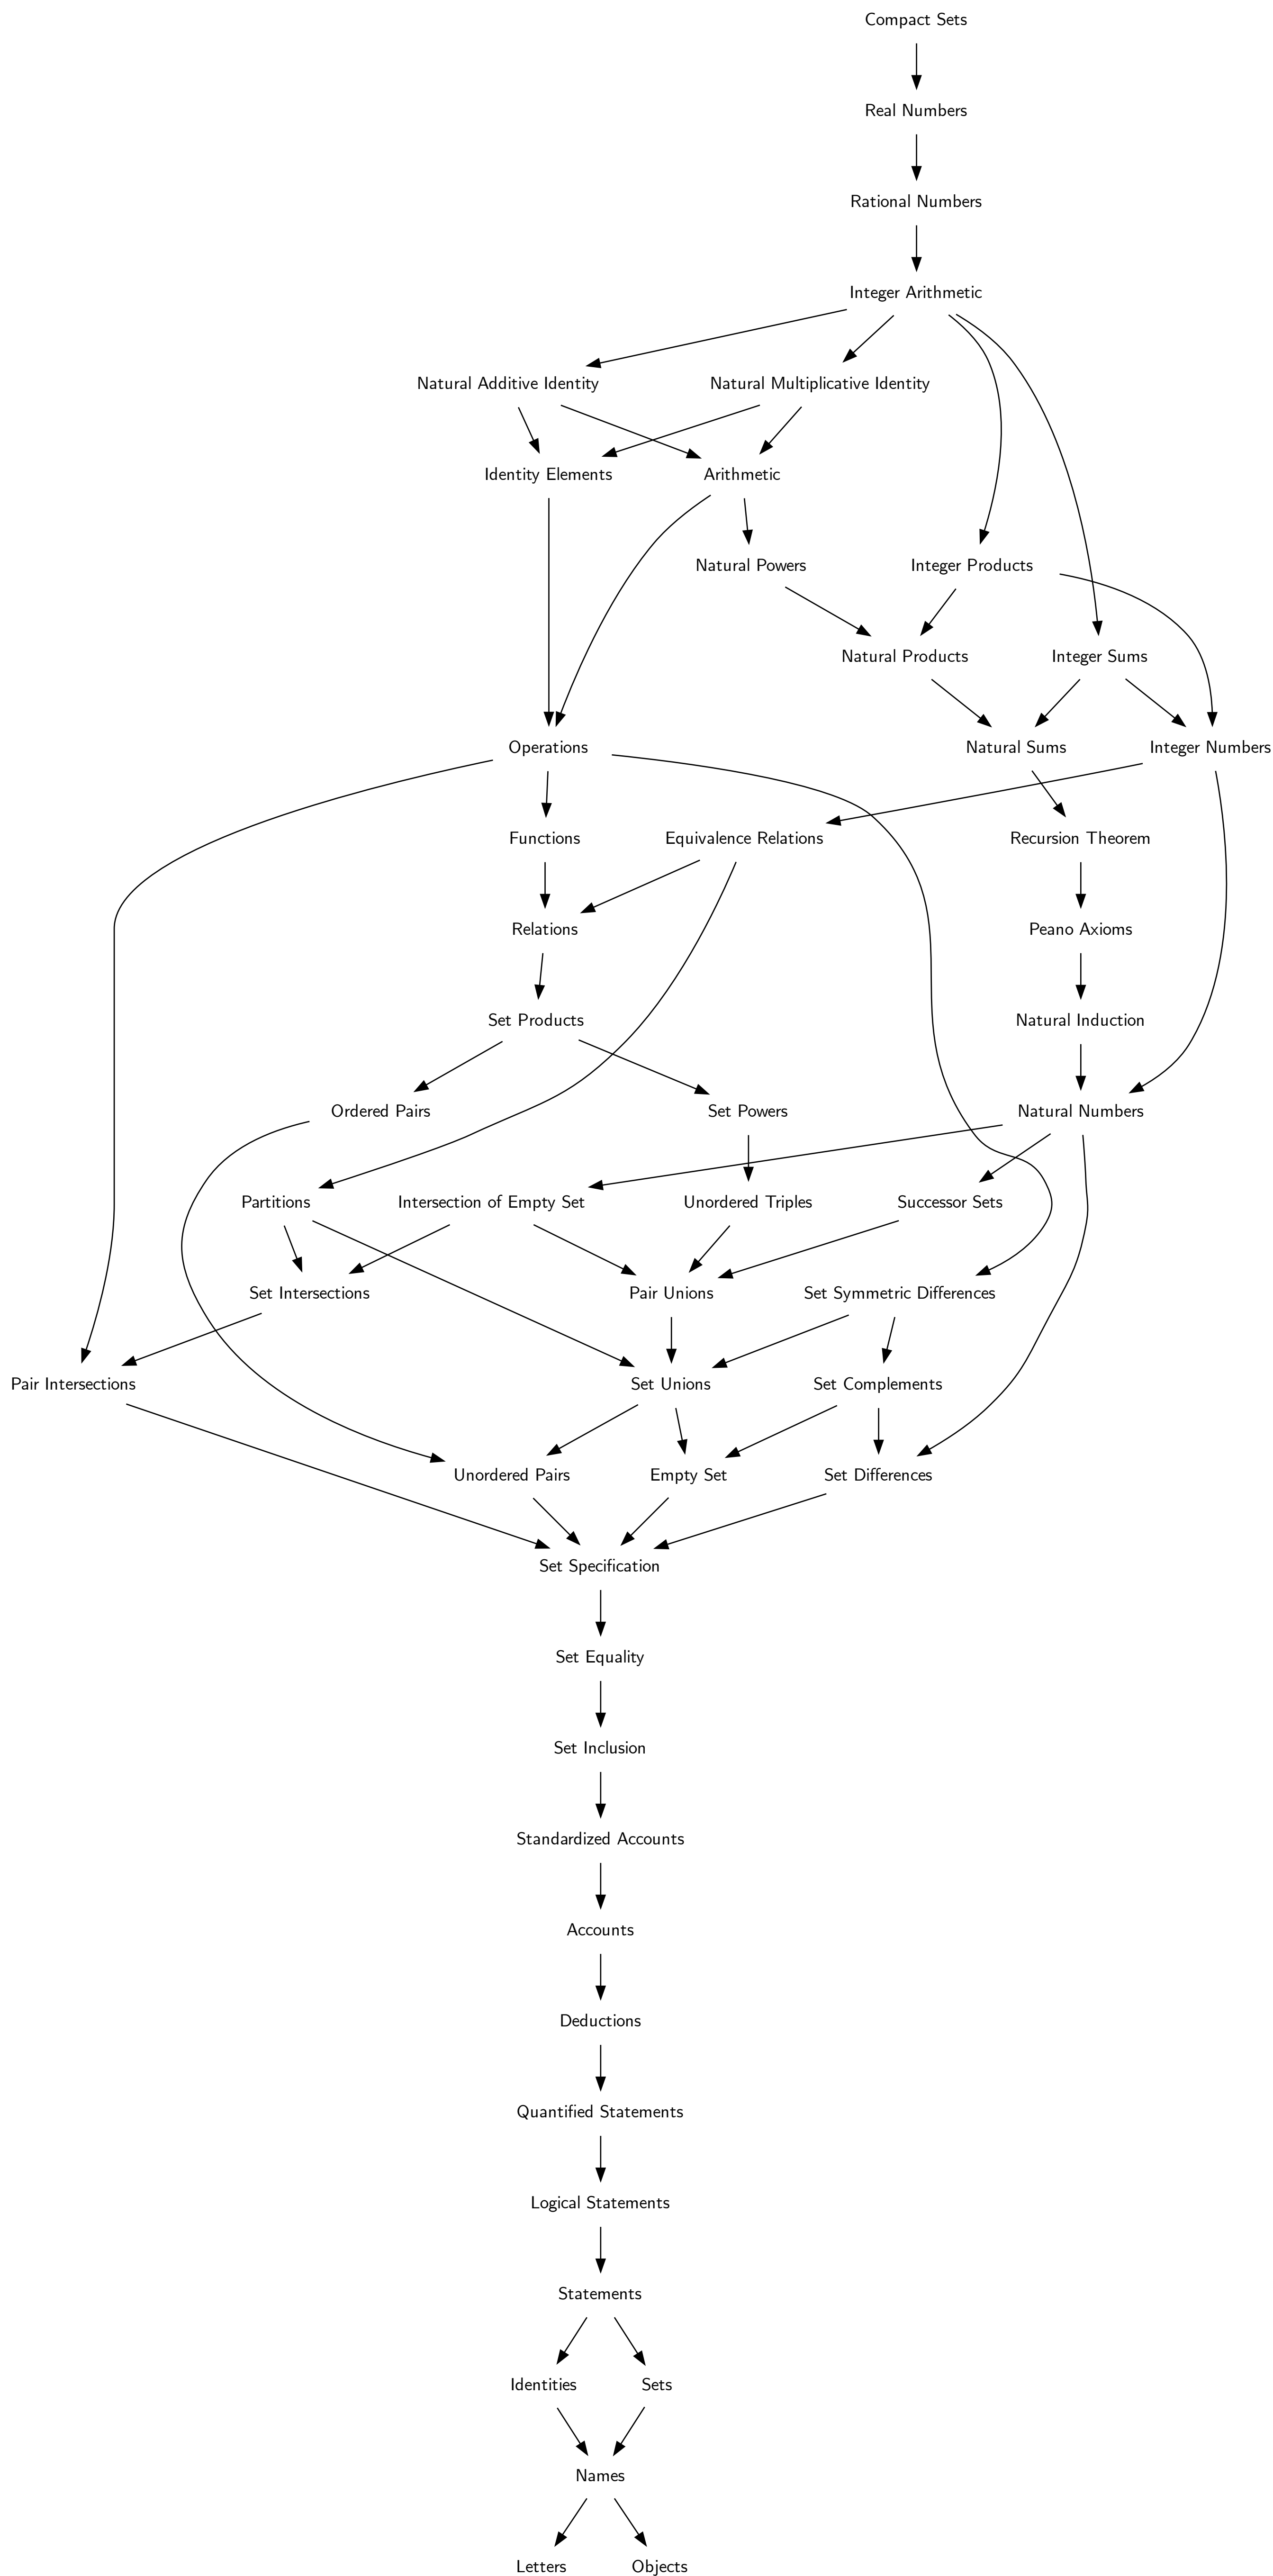 Compact Sets
Real Numbers
Rational Numbers
Integer Arithmetic
Natural Additive Identity
Natural Multiplicative Identity
Identity Elements
Arithmetic
Natural Powers
Integer Products
Natural Products
Integer Sums
Operations
Natural Sums
Integer Numbers
Functions
Equivalence Relations
Recursion Theorem
Relations
Peano Axioms
Set Products
Natural Induction
Ordered Pairs
Set Powers
Natural Numbers
Partitions
Intersection of Empty Set
Unordered Triples
Successor Sets
Set Intersections
Pair Unions
Set Symmetric Differences
Pair Intersections
Set Unions
Set Complements
Unordered Pairs
Empty Set
Set Differences
Set Specification
Set Equality
Set Inclusion
Standardized Accounts
Accounts
Deductions
Quantified Statements
Logical Statements
Statements
Identities
Sets
Names
Letters
Objects